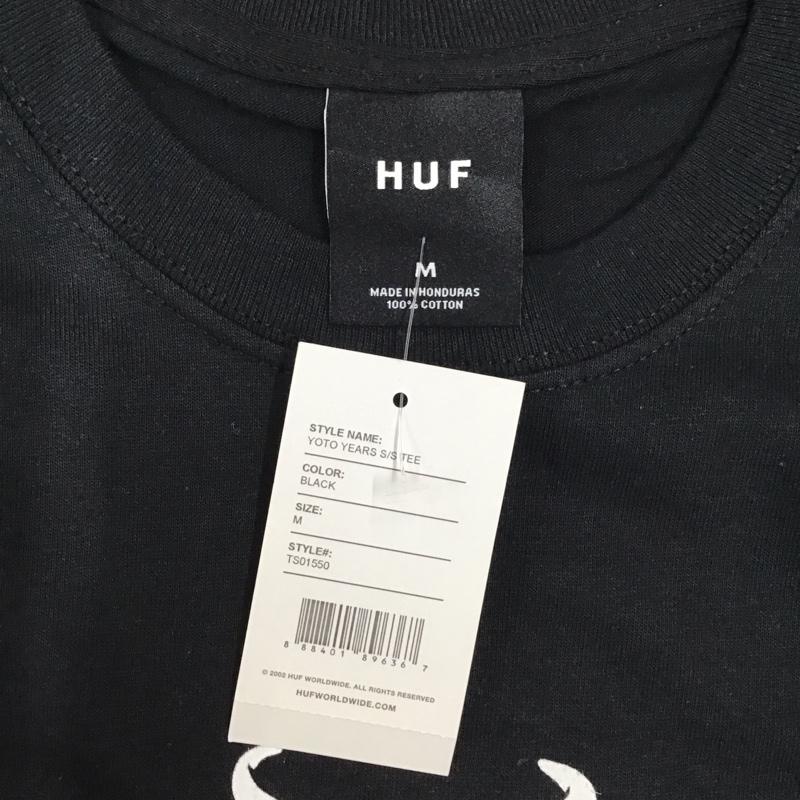 HUF
M
MADE IN HONDURAS
100% COTTON
STYLE NAME:
YOTO YEARS S/S TEE
COLOR:
BLACK
SIZE:
M
STYLE#:
TS01550
8 88401 89636 7
© 2002 HUF WORLDWIDE. ALL RIGHTS RESERVED
HUFWORLDWIDE.COM